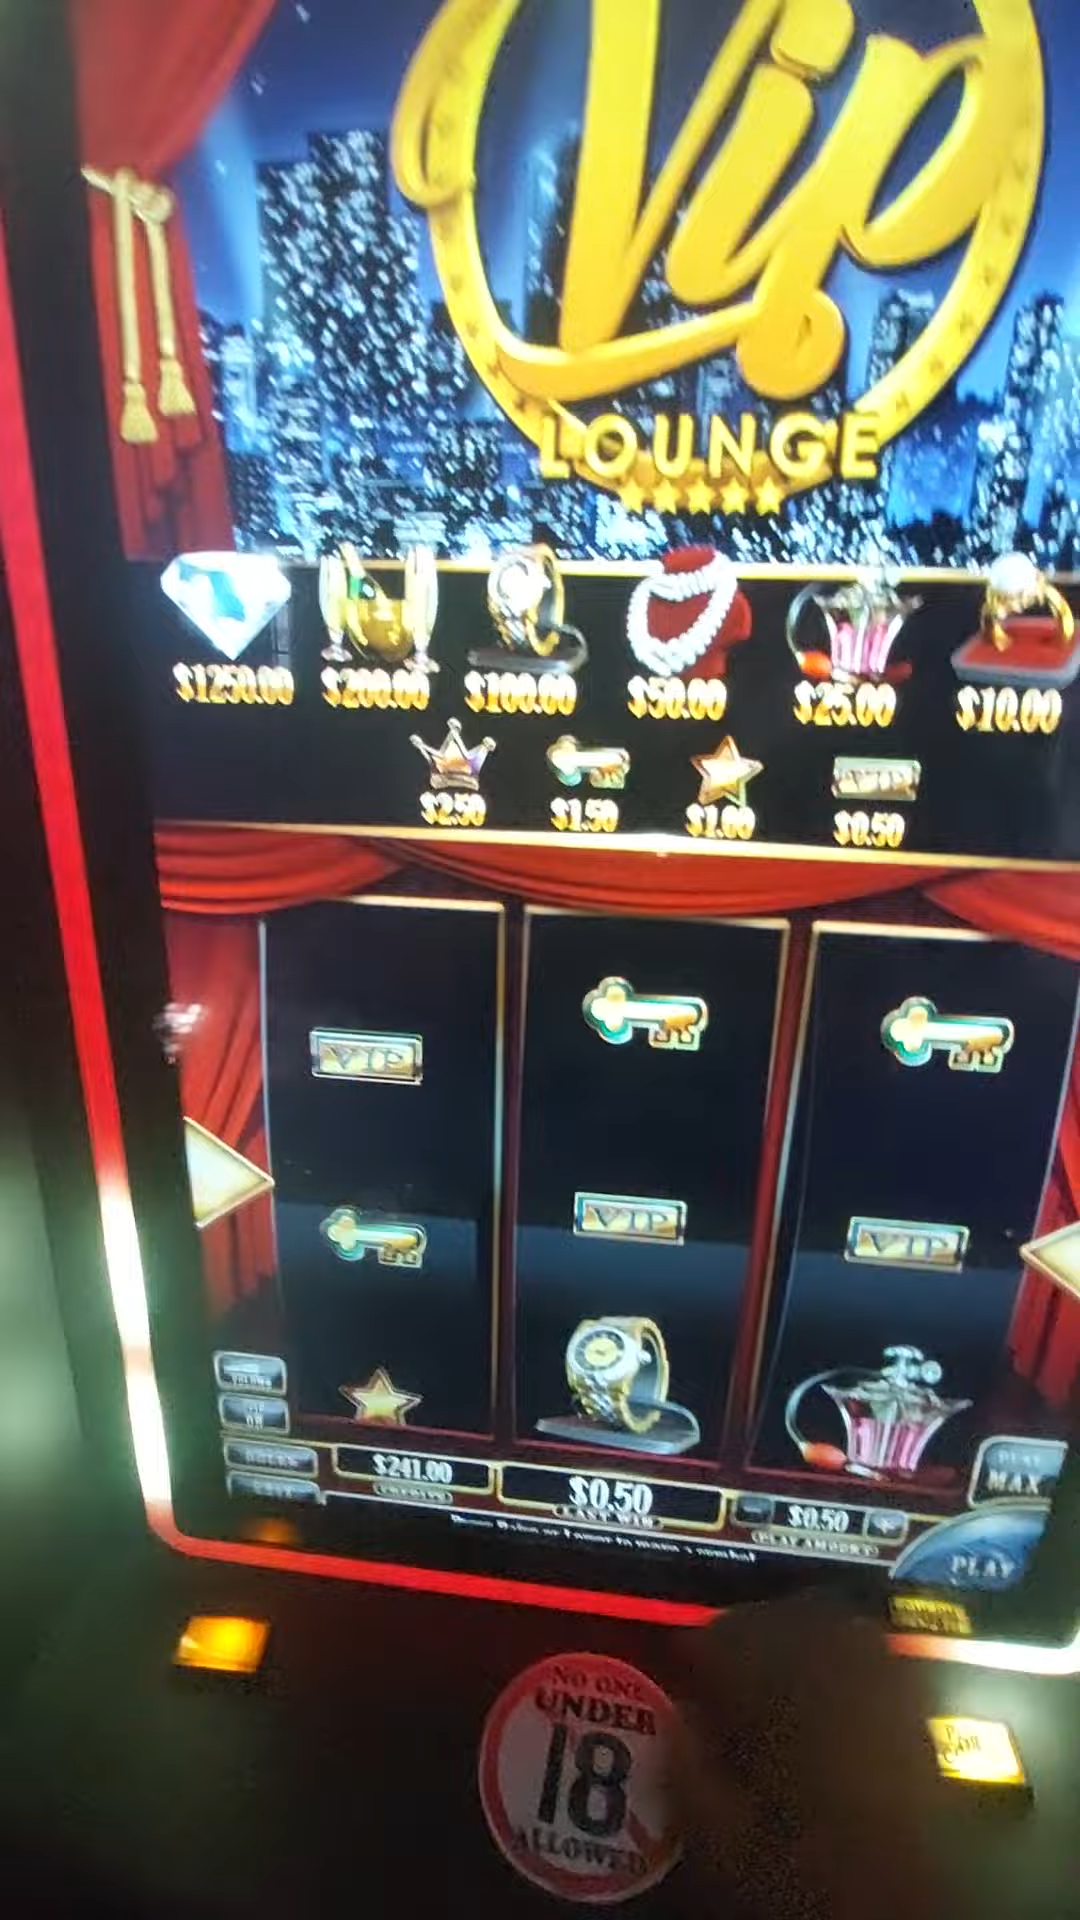 Vip
LOUNGE
$1250.00 $200.00 $100.00 $50.00 $25.00 $10.00
$2.50 $1.50 $1.00 $0.50
VIP
VIP
VIP
VOLUME
RULES
$241.00
$0.50
LAST WIN
$0.50
PLAY AMOUNT
PLAY
MAX
PLAY
NO ONE
UNDER
18
ALLOWED